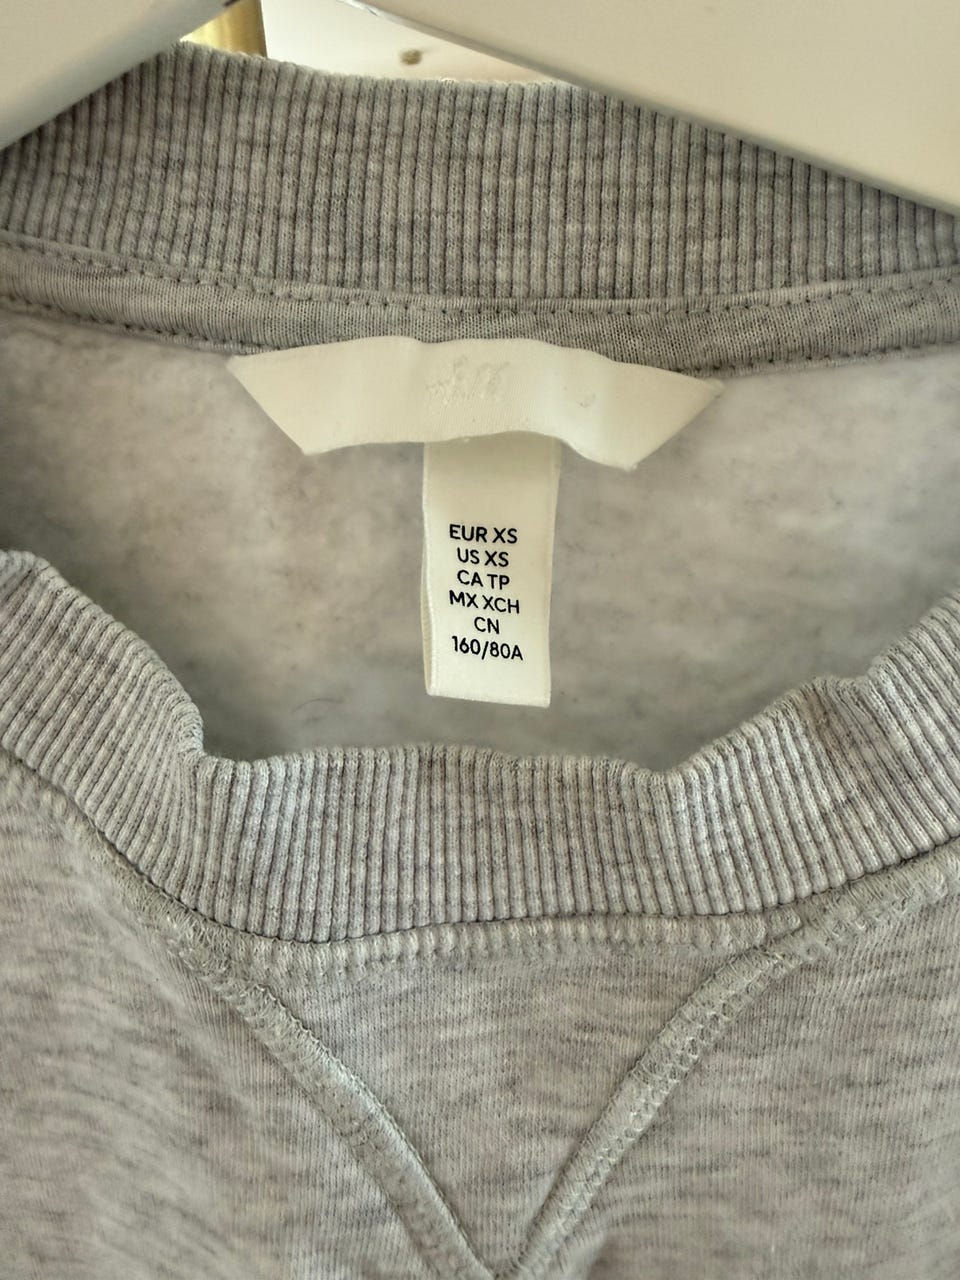 EUR XS
US XS
CA TP
MX XCH
CN
160/80A